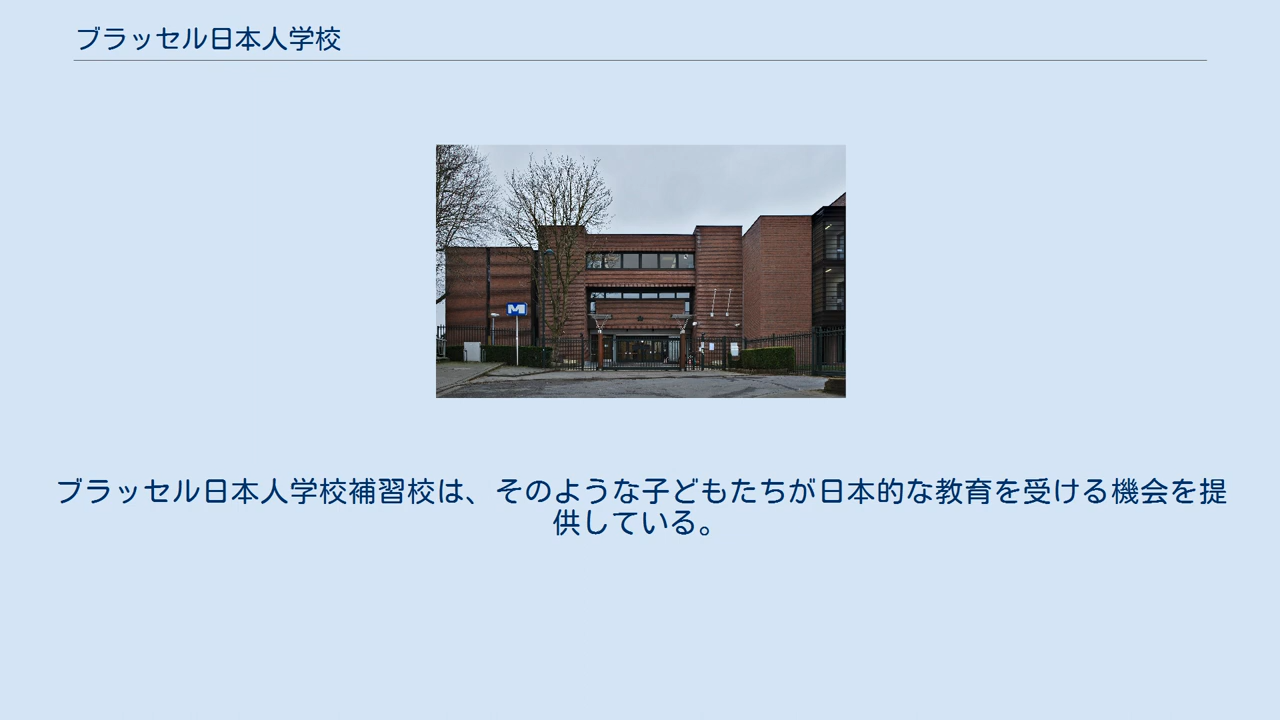 ブラッセル日本人学校
M
ブラッセル日本人学校補習校は、そのような子どもたちが日本的な教育を受ける機会を提
供している。